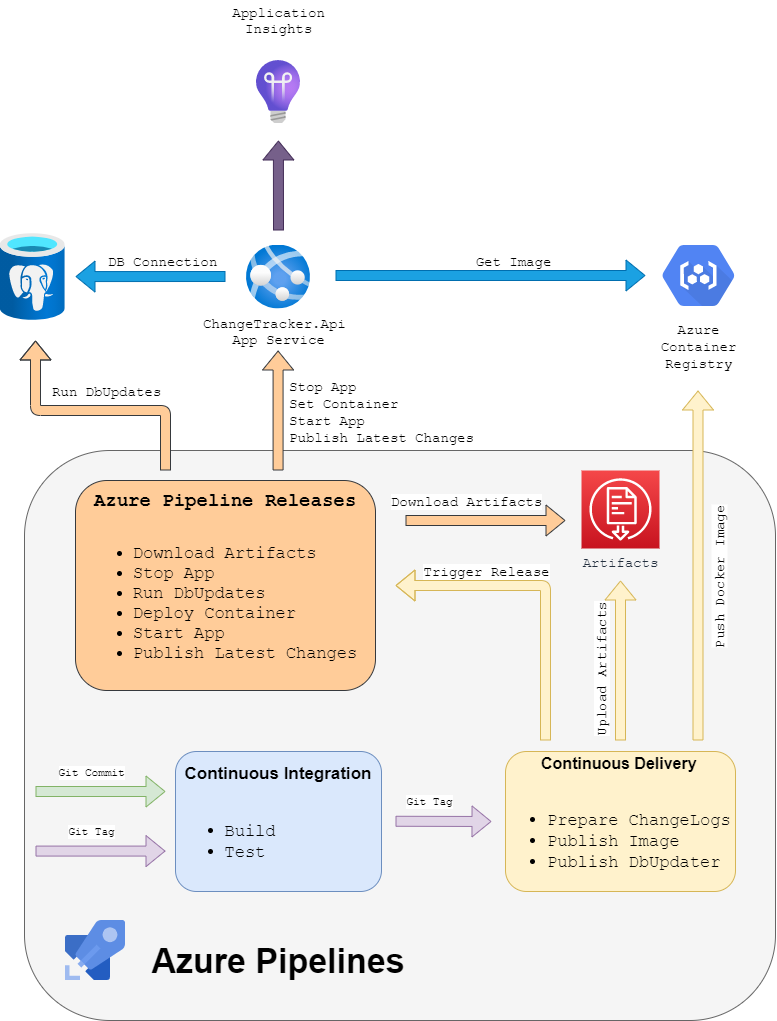 Application
Insights
DB Connection
Get Image
ChangeTracker.Api
App Service
Azure
Container
Registry
Run DbUpdates
Stop App
Set Container
Start App
Publish Latest Changes
Azure Pipeline Releases
• Download Artifacts
• Stop App
• Run DbUpdates
• Deploy Container
• Start App
• Publish Latest Changes
Download Artifacts
Artifacts
Trigger Release
Upload Artifacts
Push Docker Image
Git Commit
Git Tag
Continuous Integration
• Build
• Test
Git Tag
Continuous Delivery
• Prepare ChangeLogs
• Publish Image
• Publish DbUpdater
Azure Pipelines